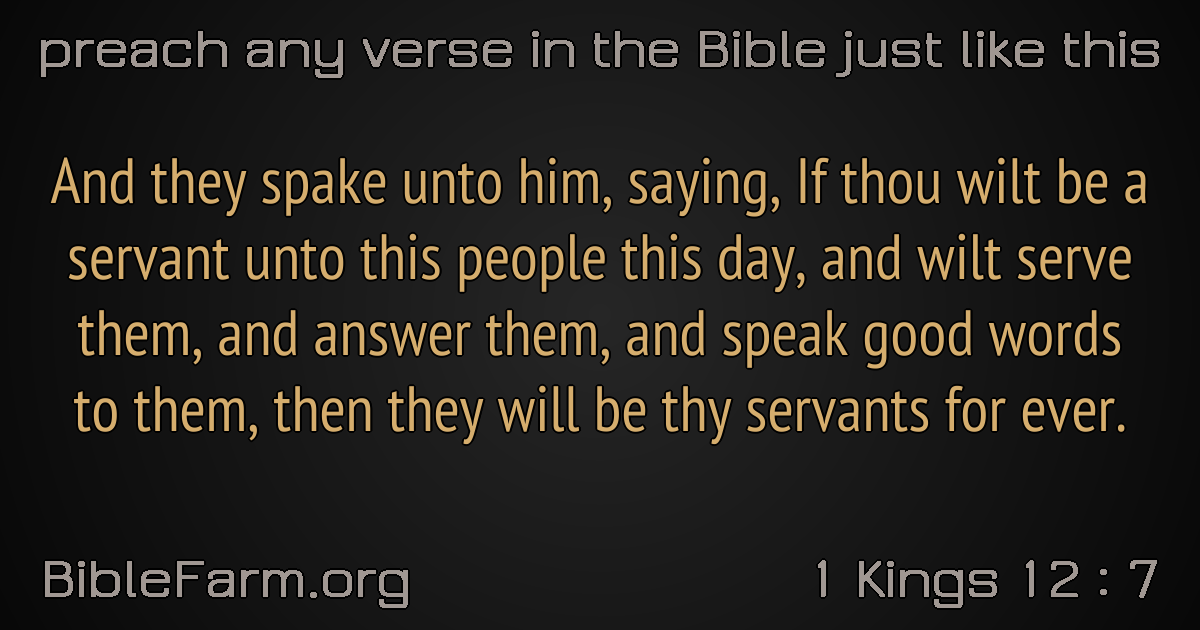 preach any verse in the Bible just like this
And they spake unto him, saying, If thou wilt be a
servant unto this people this day, and wilt serve
them, and answer them, and speak good words
to them, then they will be thy servants for ever.
BibleFarm.org
1 Kings 12 : 7